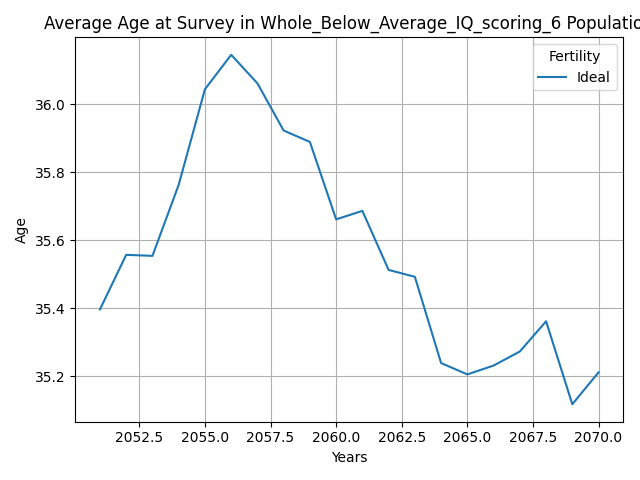 Average Age at Survey in Whole_Below_Average_IQ_scoring_6 Populatio
Fertility
Ideal
Age
36.0
35.8
35.6
35.4
35.2
2052.5 2055.0 2057.5 2060.0 2062.5 2065.0 2067.5 2070.0
Years